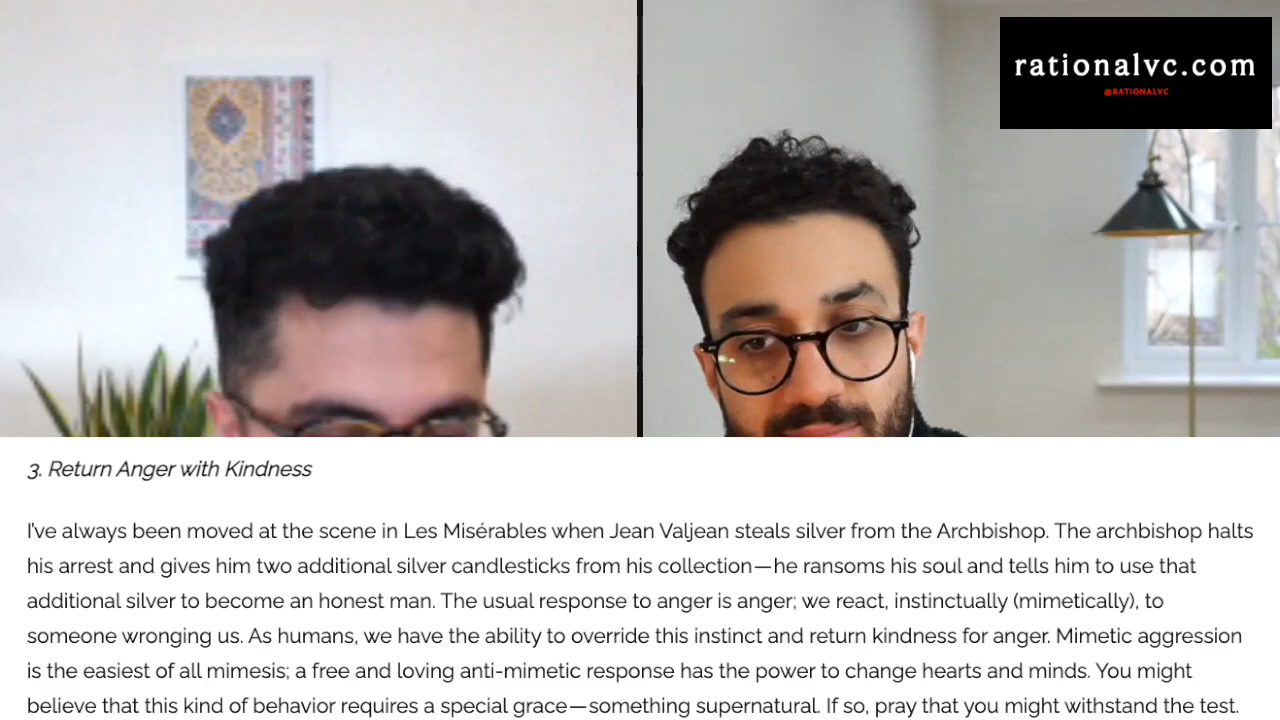 rationalvc.com
@RATIONALVC
3. Return Anger with Kindness
I've always been moved at the scene in Les Misérables when Jean Valjean steals silver from the Archbishop. The archbishop halts
his arrest and gives him two additional silver candlesticks from his collection—he ransoms his soul and tells him to use that
additional silver to become an honest man. The usual response to anger is anger; we react, instinctually (mimetically), to
someone wronging us. As humans, we have the ability to override this instinct and return kindness for anger. Mimetic aggression
is the easiest of all mimesis; a free and loving anti-mimetic response has the power to change hearts and minds. You might
believe that this kind of behavior requires a special grace—something supernatural. If so, pray that you might withstand the test.